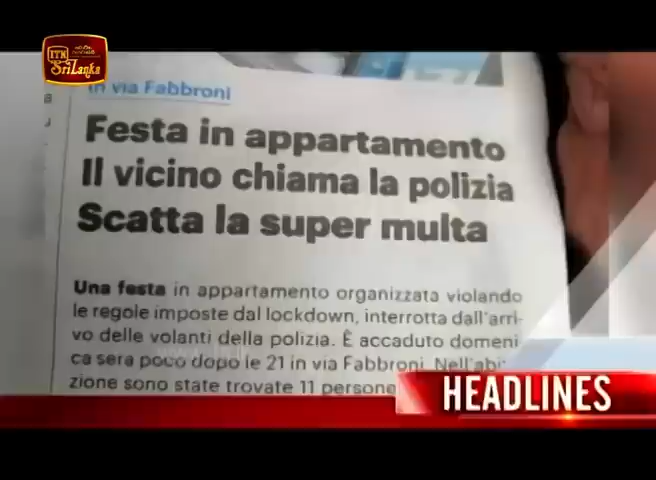 ITN
Sri Lanka
In via Fabbroni
Festa in appartamento
Il vicino chiama la polizia
Scatta la super multa
Una festa in appartamento organizzata violando
le regole imposte dal lockdown, interrotta dall'arri-
vo delle volanti della polizia. È accaduto domeni
ca sera poco dopo le 21 in via Fabbroni. Nell'abi
zione sono state trovate 11 persone
HEADLINES